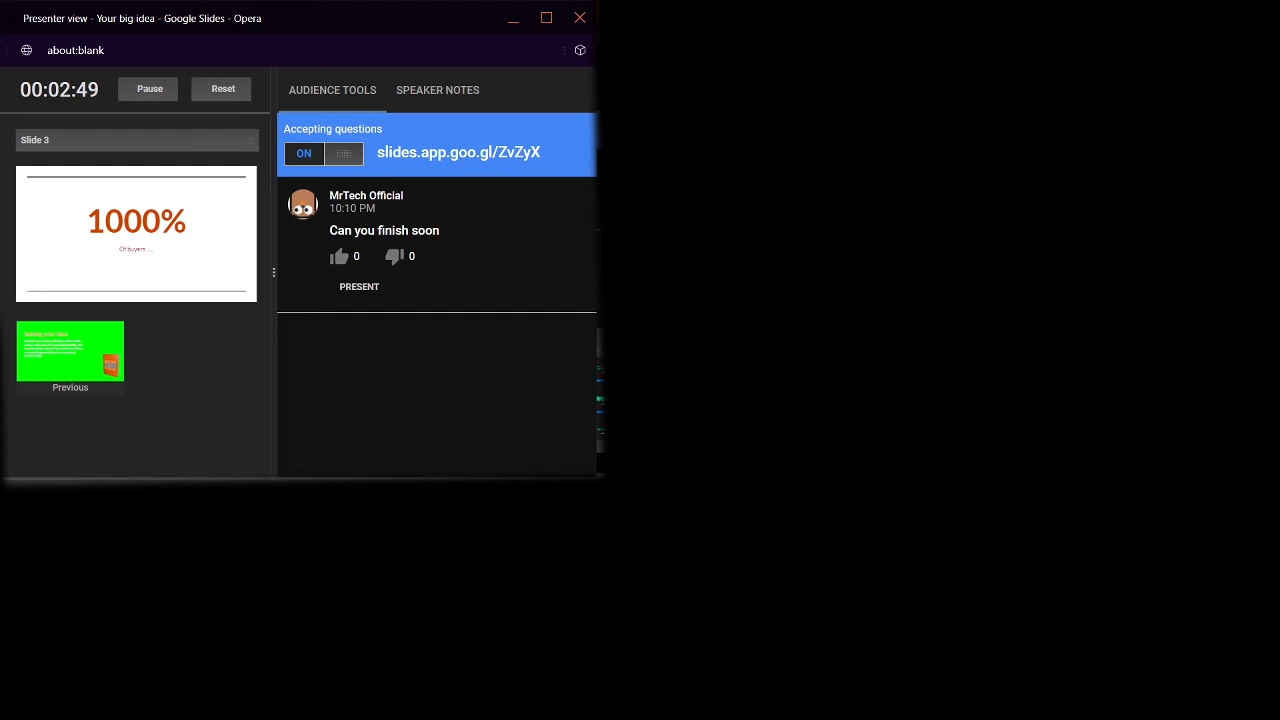 Presenter view - Your big idea - Google Slides - Opera
about:blank
00:02:49
Pause
Reset
AUDIENCE TOOLS
SPEAKER NOTES
Slide 3
1000%
Of buyers ....
Previous
Accepting questions
ON
slides.app.goo.gl/ZvZyX
MrTech Official
10:10 PM
Can you finish soon
0
0
PRESENT